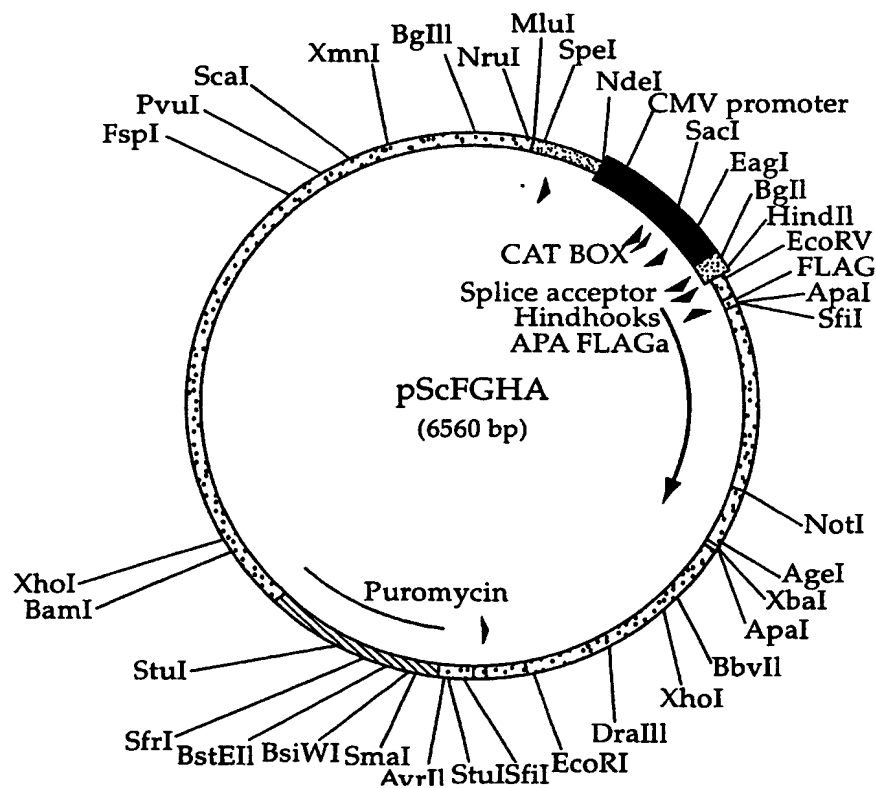 MluI
BglII
NruI
SpeI
XmnI
NdeI
ScaI
CMV promoter
PvuI
SacI
FspI
EagI
BglI
HindII
EcoRV
CAT BOX
FLAG
Splice acceptor
ApaI
Hindhooks
SfiI
APA FLAGa
pScFGHA
(6560 bp)
NotI
XhoI
AgeI
Puromycin
XbaI
BamI
ApaI
BbvII
StuI
XhoI
DraIII
SfrI
BstEII
BsiWI
SmaI
AvrII
StuI
SfiI
EcoRI